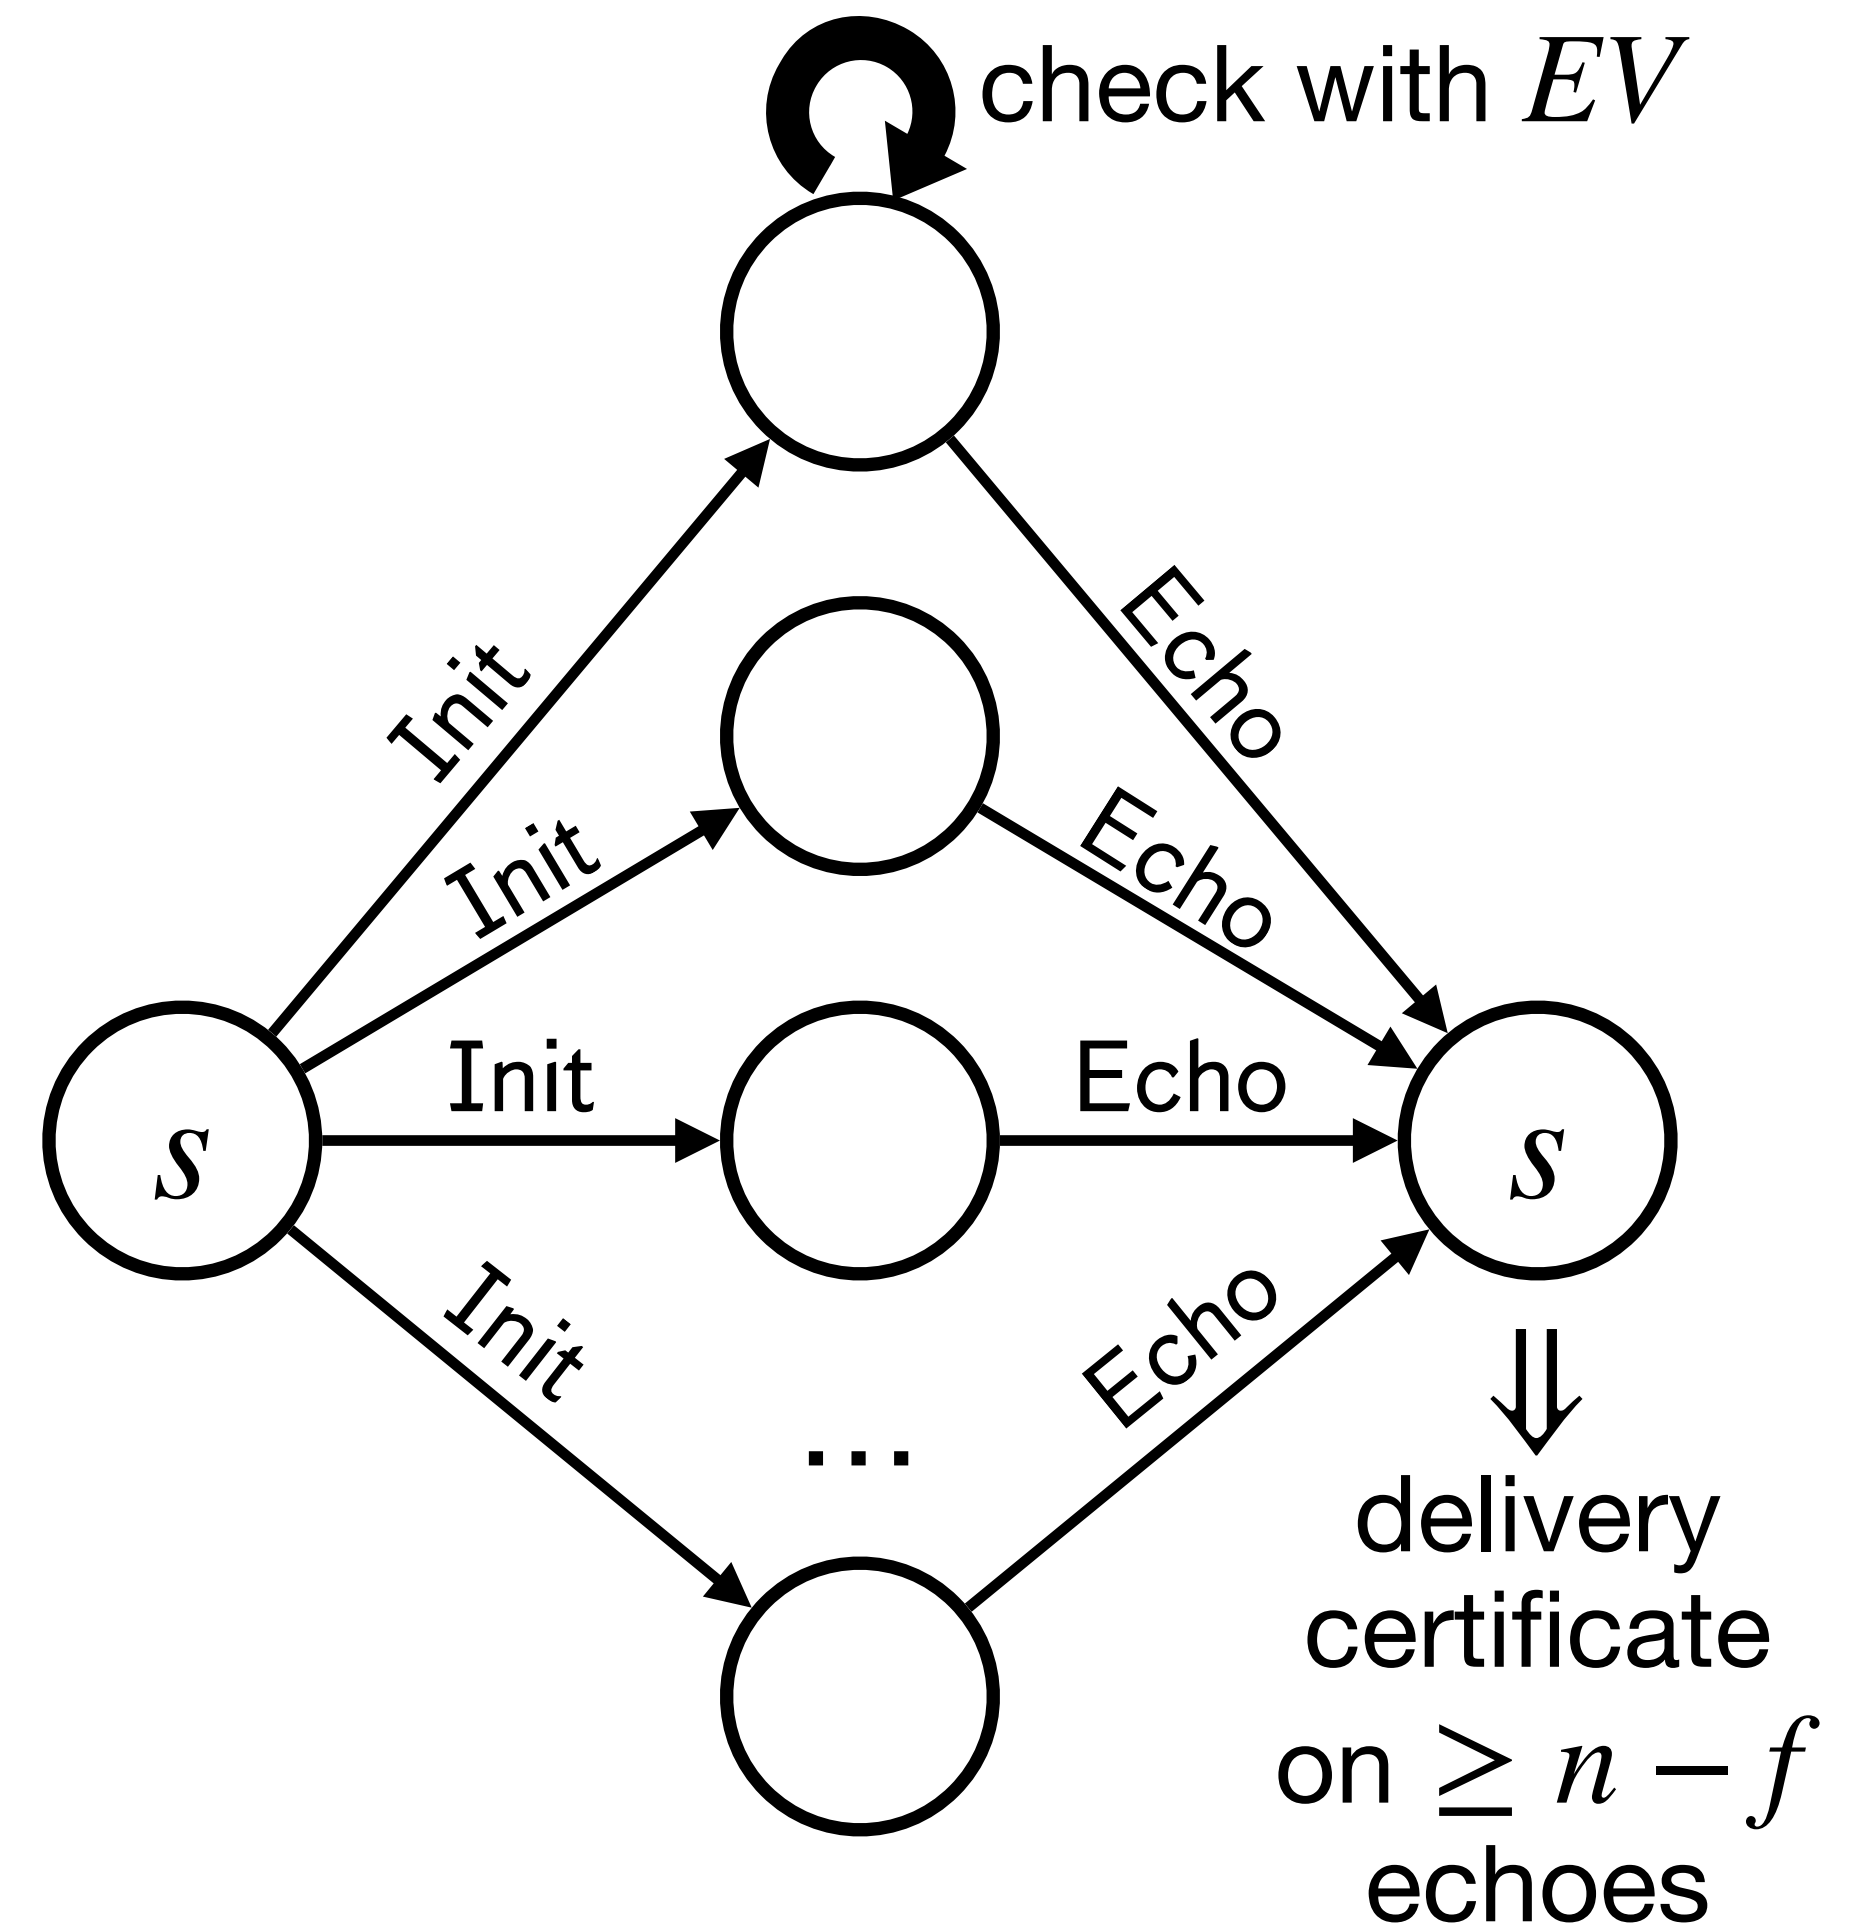 check with EV
Init
Echo
Init
Echo
Init
Echo
s
s
Init
Echo
...
⇓
delivery
certificate
on ≥ n − f
echoes